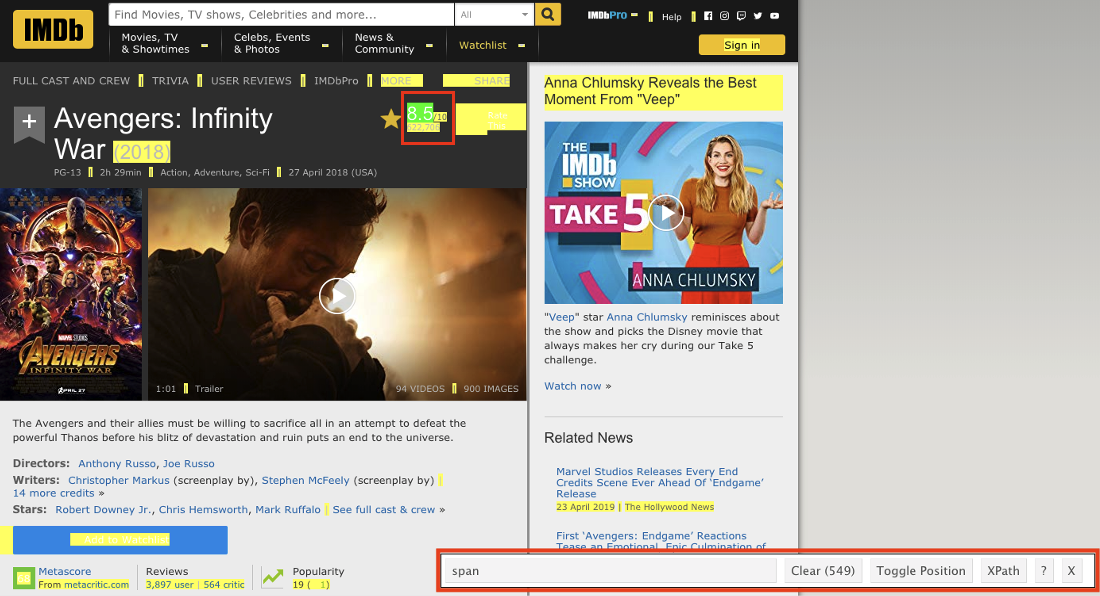 IMDb
Find Movies, TV shows, Celebrities and more...
All
IMDbPro
Help
Movies, TV
& Showtimes
Celebs, Events
& Photos
News &
Community
Watchlist
Sign in
FULL CAST AND CREW
TRIVIA
USER REVIEWS
IMDbPro
MORE
SHARE
+
Avengers: Infinity
War (2018)
8.5/10
Rate
This
PG-13
2h 29min
Action, Adventure, Sci-Fi
27 April 2018 (USA)
MARVEL STUDIOS
AVENGERS
INFINITY WAR
APRIL 27
1:01
Trailer
94 VIDEOS
900 IMAGES
The Avengers and their allies must be willing to sacrifice all in an attempt to defeat the
powerful Thanos before his blitz of devastation and ruin puts an end to the universe.
Directors: Anthony Russo, Joe Russo
Writers: Christopher Markus (screenplay by), Stephen McFeely (screenplay by) |
14 more credits »
Stars: Robert Downey Jr., Chris Hemsworth, Mark Ruffalo | See full cast & crew »
Add to Watchlist
Metascore
From metacritic.com
Reviews
3,897 user | 564 critic
Popularity
19 ( 1)
Anna Chlumsky Reveals the Best
Moment From "Veep"
THE
IMDb
SHOW
TAKE 5
ANNA CHLUMSKY
"Veep" star Anna Chlumsky reminisces about
the show and picks the Disney movie that
always makes her cry during our Take 5
challenge.
Watch now »
Related News
Marvel Studios Releases Every End
Credits Scene Ever Ahead Of ‘Endgame’
Release
23 April 2019 | The Hollywood News
First ‘Avengers: Endgame’ Reactions
Tease an Emotional, Epic Culmination of
span
Clear (549)
Toggle Position
XPath
?
X